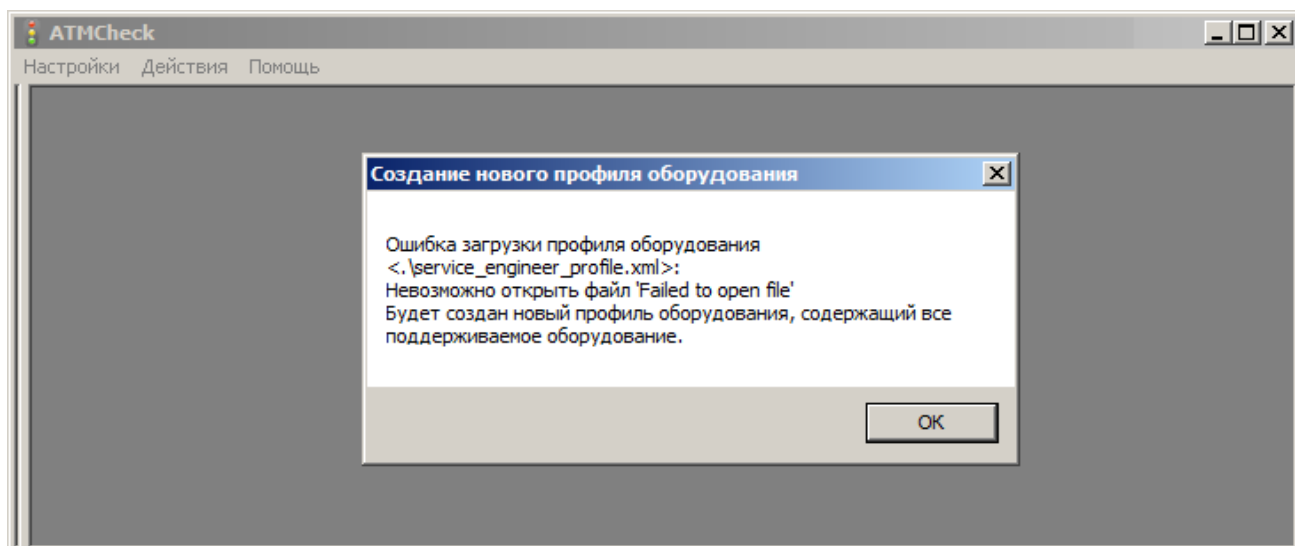 ATMCheck
Настройки Действия Помощь
Создание нового профиля оборудования
Ошибка загрузки профиля оборудования
<.\service_engineer_profile.xml>:
Невозможно открыть файл 'Failed to open file'
Будет создан новый профиль оборудования, содержащий все
поддерживаемое оборудование.
OK